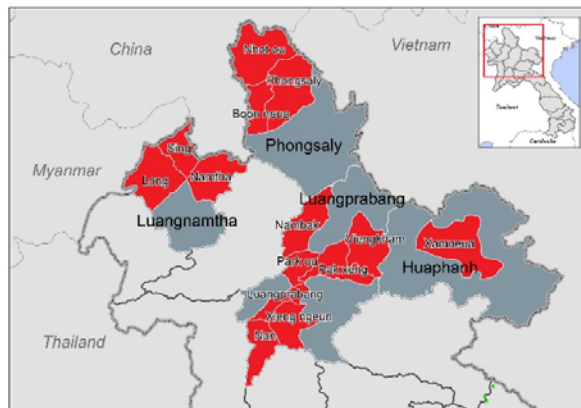 China
Vietnam
Nhot ou
Phongsaly
Boon neua
Phongsaly
Sing
Myanmar
Long
Namtha
Luangnamtha
Luangprabang
Nambak
Viengkham
Xamneua
Park ou
Pak xeng
Huaphanh
Luangprabang
Xieng ngeun
Nan
Thailand
Cambodia